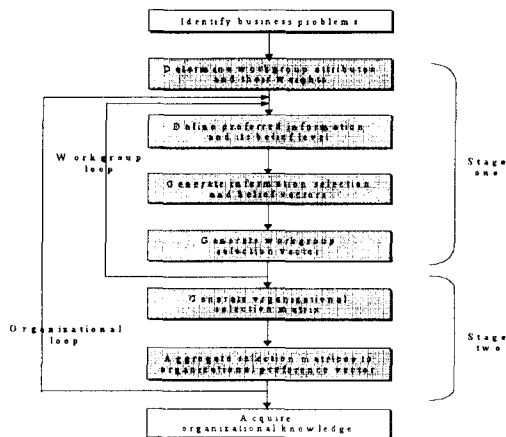 Identify business problems
Determine workgroup attributes
and their weights
Define preferred information
and its belief level
Workgroup
loop
Generate information selection
and belief vectors
Stage
one
Generate workgroup
selection vector
Generate organizational
selection matrix
Organizational
loop
Aggregate selection matrices to
organizational preference vector
Stage
two
Acquire
organizational knowledge